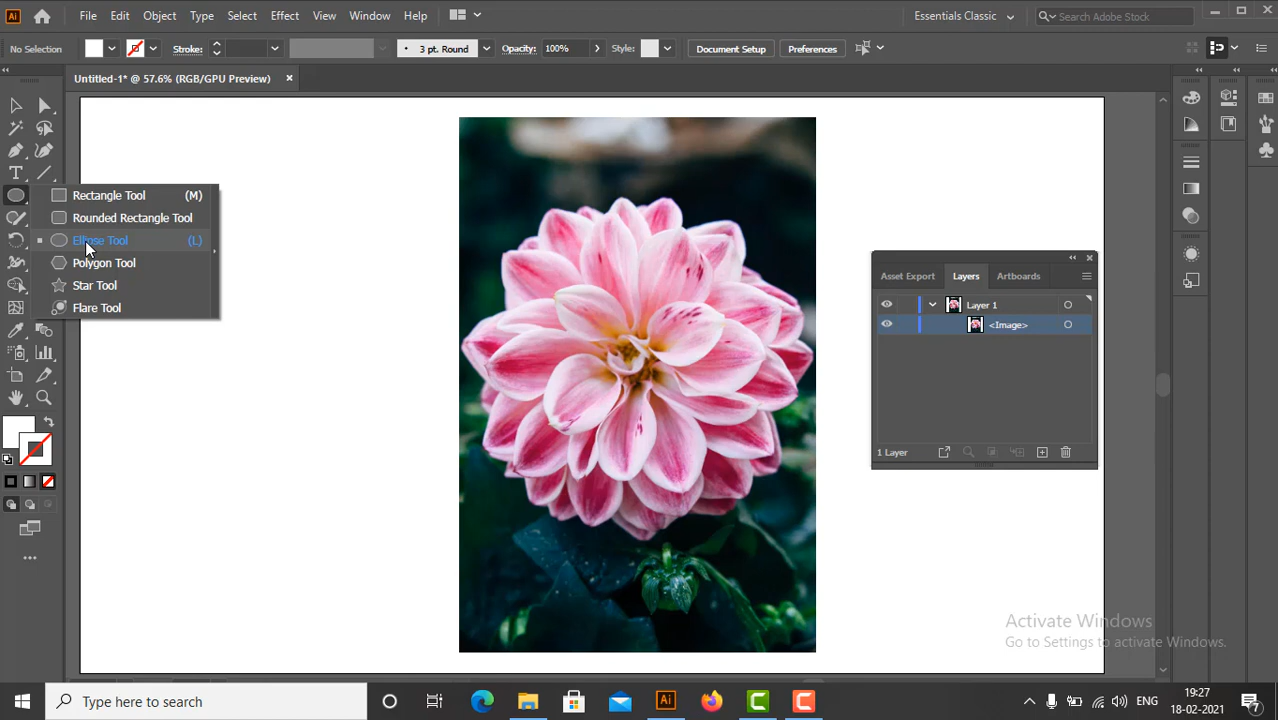 Ai File Edit Object Type Select Effect View Window Help Essentials Classic Search Adobe Stock
No Selection Stroke: 3 pt. Round Opacity: 100% Style: Document Setup Preferences
Untitled-1* @ 57.6% (RGB/GPU Preview)
Rectangle Tool (M)
Rounded Rectangle Tool
Ellipse Tool (L)
Polygon Tool
Star Tool
Flare Tool
Asset Export Layers Artboards
Layer 1
<Image>
1 Layer
Activate Windows
Go to Settings to activate Windows.
Type here to search
Ai
ENG
19:27
18-02-2021
7